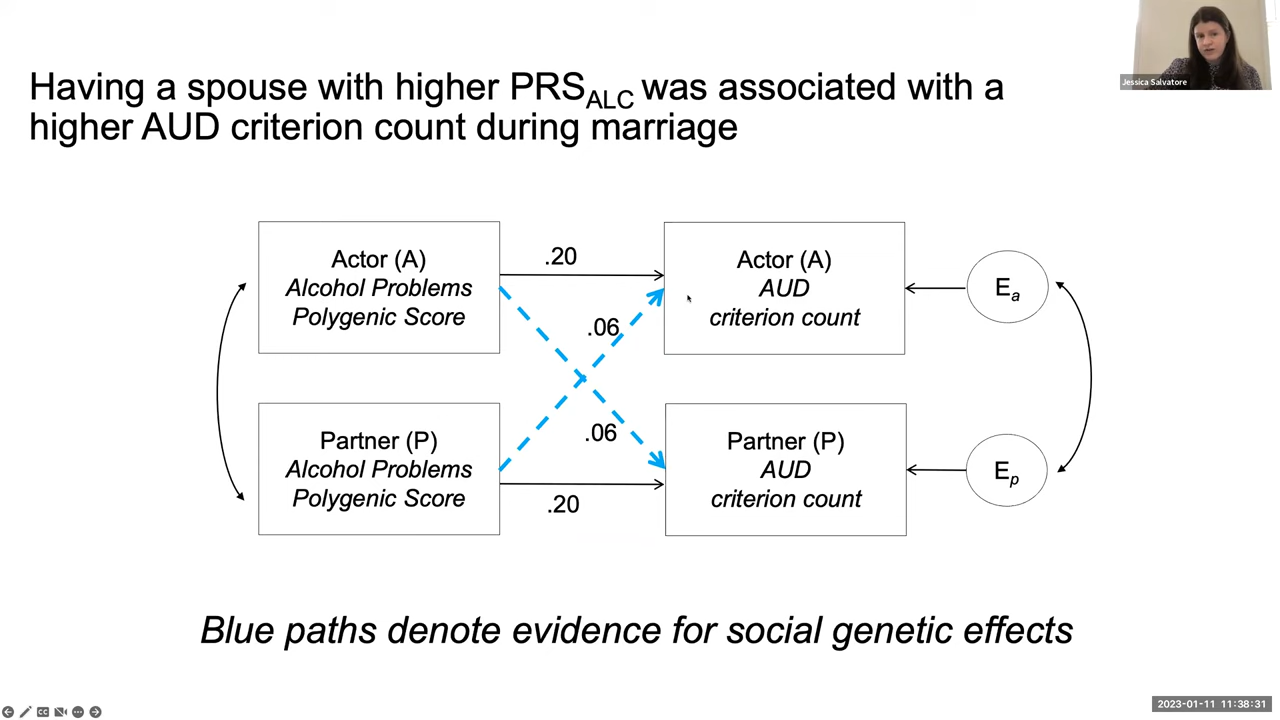 Jessica Salvatore
Having a spouse with higher PRSALC was associated with a
higher AUD criterion count during marriage
Actor (A)
Alcohol Problems
Polygenic Score
.20
Actor (A)
AUD
criterion count
Ea
.06
.06
Partner (P)
Alcohol Problems
Polygenic Score
.20
Partner (P)
AUD
criterion count
Ep
Blue paths denote evidence for social genetic effects
CC
2023-01-11 11:38:31